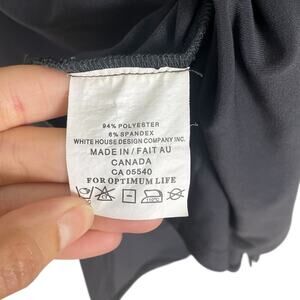 94% POLYESTER
6% SPANDEX
WHITE HOUSE DESIGN COMPANY INC.
MADE IN / FAIT AU
CANADA
CA 05540
FOR OPTIMUM LIFE